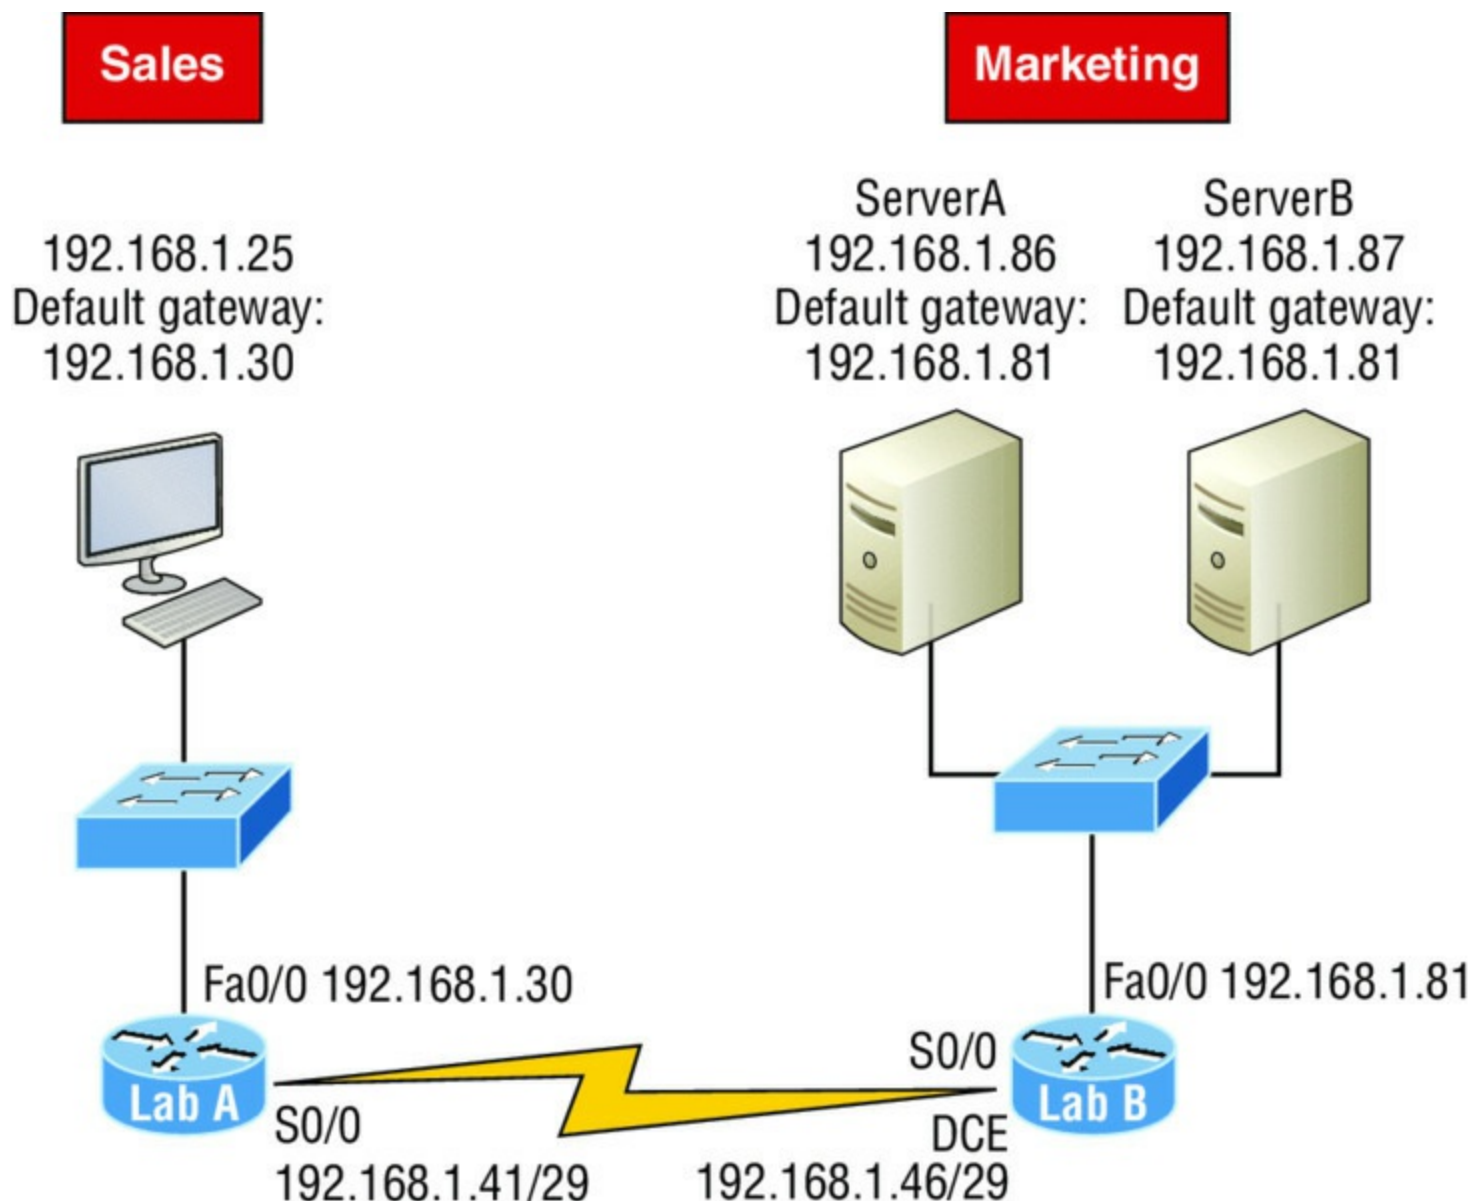 Sales
Marketing
192.168.1.25
Default gateway:
192.168.1.30
ServerA
192.168.1.86
Default gateway:
192.168.1.81
ServerB
192.168.1.87
Default gateway:
192.168.1.81
Fa0/0 192.168.1.30
Fa0/0 192.168.1.81
Lab A
S0/0
192.168.1.41/29
S0/0
Lab B
DCE
192.168.1.46/29